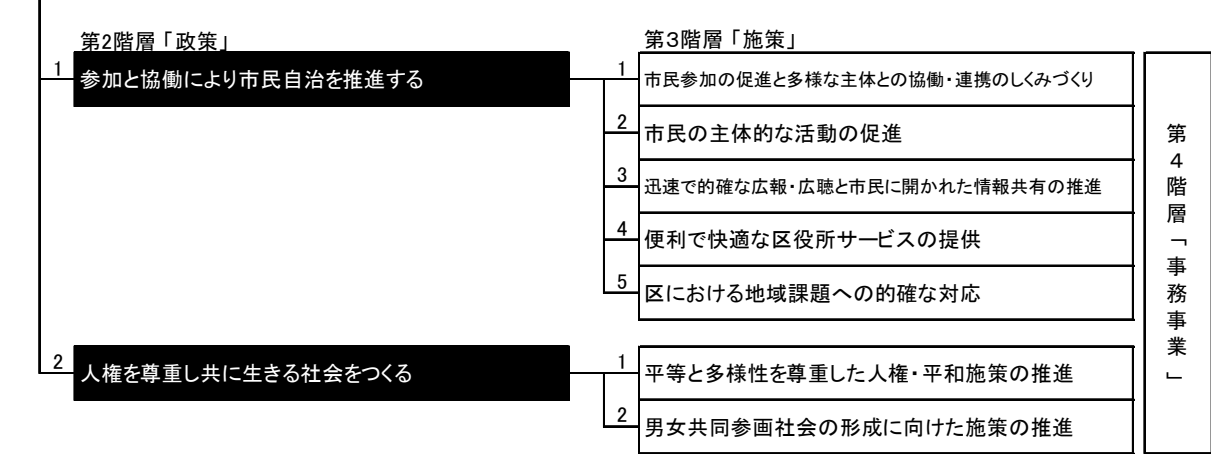 第2階層「政策」
第3階層「施策」
1
参加と協働により市民自治を推進する
1
市民参加の促進と多様な主体との協働・連携のしくみづくり
2
市民の主体的な活動の促進
3
迅速で的確な広報・広聴と市民に開かれた情報共有の推進
4
便利で快適な区役所サービスの提供
5
区における地域課題への的確な対応
2
人権を尊重し共に生きる社会をつくる
1
平等と多様性を尊重した人権・平和施策の推進
2
男女共同参画社会の形成に向けた施策の推進
第4階層「事務事業」